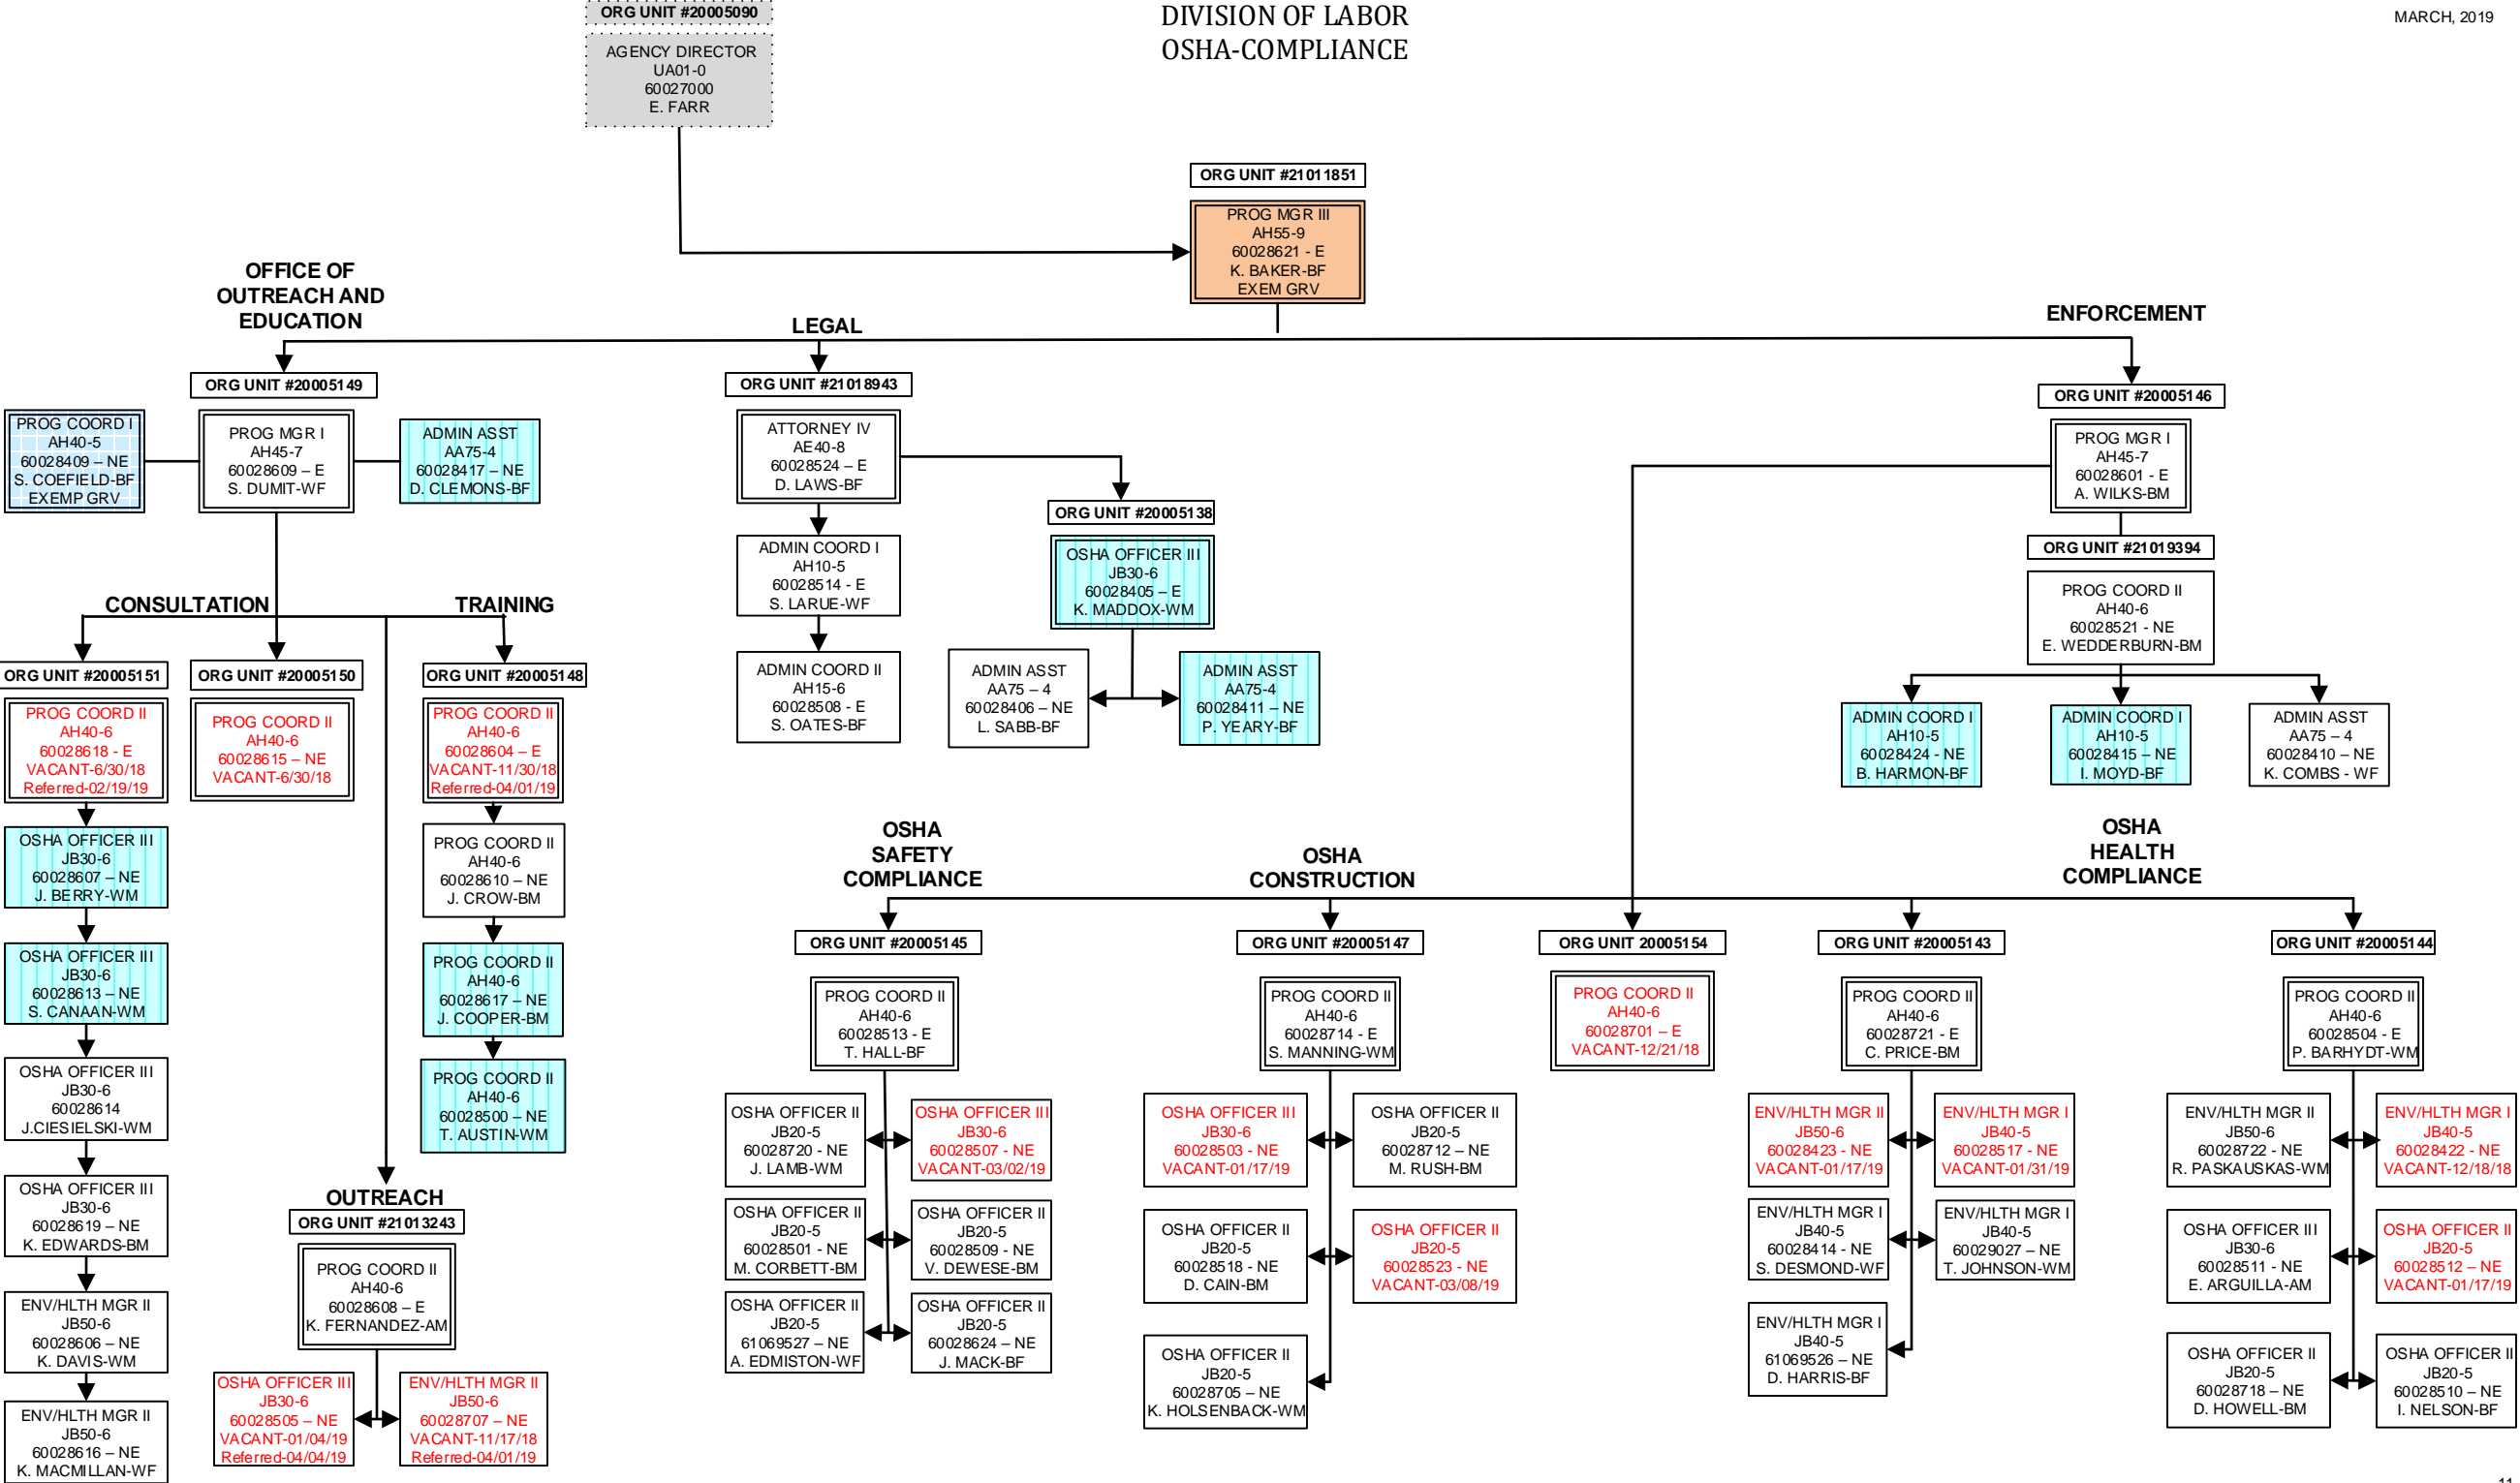 ORG UNIT #20005090
DIVISION OF LABOR
OSHA-COMPLIANCE
MARCH, 2019
AGENCY DIRECTOR
UA01-0
60027000
E. FARR
ORG UNIT #21011851
PROG MGR III
AH55-9
60028621 - E
K. BAKER-BF
EXEM GRV
OFFICE OF
OUTREACH AND
EDUCATION
LEGAL
ENFORCEMENT
ORG UNIT #20005149
PROG COORD I
AH40-5
60028409 – NE
S. COEFIELD-BF
EXEMP GRV
PROG MGR I
AH45-7
60028609 – E
S. DUMIT-WF
ADMIN ASST
AA75-4
60028417 – NE
D. CLEMONS-BF
ORG UNIT #21018943
ATTORNEY IV
AE40-8
60028524 – E
D. LAWS-BF
ADMIN COORD I
AH10-5
60028514 - E
S. LARUE-WF
ADMIN COORD II
AH15-6
60028508 - E
S. OATES-BF
ORG UNIT #20005138
OSHA OFFICER III
JB30-6
60028405 – E
K. MADDOX-WM
ADMIN ASST
AA75 – 4
60028406 – NE
L. SABB-BF
ADMIN ASST
AA75-4
60028411 – NE
P. YEARY-BF
ORG UNIT #20005146
PROG MGR I
AH45-7
60028601 - E
A. WILKS-BM
ORG UNIT #21019394
PROG COORD II
AH40-6
60028521 - NE
E. WEDDERBURN-BM
ADMIN COORD I
AH10-5
60028424 - NE
B. HARMON-BF
ADMIN COORD I
AH10-5
60028415 – NE
I. MOYD-BF
ADMIN ASST
AA75 – 4
60028410 – NE
K. COMBS - WF
CONSULTATION
TRAINING
ORG UNIT #20005151
PROG COORD II
AH40-6
60028618 - E
VACANT-6/30/18
Referred-02/19/19
OSHA OFFICER III
JB30-6
60028607 – NE
J. BERRY-WM
OSHA OFFICER III
JB30-6
60028613 – NE
S. CANAAN-WM
OSHA OFFICER III
JB30-6
60028614
J.CIESIELSKI-WM
OSHA OFFICER III
JB30-6
60028619 – NE
K. EDWARDS-BM
ENV/HLTH MGR II
JB50-6
60028606 – NE
K. DAVIS-WM
ENV/HLTH MGR II
JB50-6
60028616 – NE
K. MACMILLAN-WF
ORG UNIT #20005150
PROG COORD II
AH40-6
60028615 – NE
VACANT-6/30/18
ORG UNIT #20005148
PROG COORD II
AH40-6
60028604 – E
VACANT-11/30/18
Referred-04/01/19
PROG COORD II
AH40-6
60028610 – NE
J. CROW-BM
PROG COORD II
AH40-6
60028617 – NE
J. COOPER-BM
PROG COORD II
AH40-6
60028500 – NE
T. AUSTIN-WM
OUTREACH
ORG UNIT #21013243
PROG COORD II
AH40-6
60028608 – E
K. FERNANDEZ-AM
OSHA OFFICER III
JB30-6
60028505 – NE
VACANT-01/04/19
Referred-04/04/19
ENV/HLTH MGR II
JB50-6
60028707 – NE
VACANT-11/17/18
Referred-04/01/19
OSHA
SAFETY
COMPLIANCE
OSHA
CONSTRUCTION
OSHA
HEALTH
COMPLIANCE
ORG UNIT #20005145
PROG COORD II
AH40-6
60028513 - E
T. HALL-BF
OSHA OFFICER II
JB20-5
60028720 - NE
J. LAMB-WM
OSHA OFFICER III
JB30-6
60028507 - NE
VACANT-03/02/19
OSHA OFFICER II
JB20-5
60028501 - NE
M. CORBETT-BM
OSHA OFFICER II
JB20-5
60028509 - NE
V. DEWESE-BM
OSHA OFFICER II
JB20-5
61069527 – NE
A. EDMISTON-WF
OSHA OFFICER II
JB20-5
60028624 – NE
J. MACK-BF
ORG UNIT #20005147
PROG COORD II
AH40-6
60028714 - E
S. MANNING-WM
OSHA OFFICER III
JB30-6
60028503 - NE
VACANT-01/17/19
OSHA OFFICER II
JB20-5
60028712 – NE
M. RUSH-BM
OSHA OFFICER II
JB20-5
60028518 - NE
D. CAIN-BM
OSHA OFFICER II
JB20-5
60028523 - NE
VACANT-03/08/19
OSHA OFFICER II
JB20-5
60028705 – NE
K. HOLSENBACK-WM
ORG UNIT 20005154
PROG COORD II
AH40-6
60028701 – E
VACANT-12/21/18
ORG UNIT #20005143
PROG COORD II
AH40-6
60028721 - E
C. PRICE-BM
ENV/HLTH MGR II
JB50-6
60028423 - NE
VACANT-01/17/19
ENV/HLTH MGR I
JB40-5
60028517 - NE
VACANT-01/31/19
ENV/HLTH MGR I
JB40-5
60028414 - NE
S. DESMOND-WF
ENV/HLTH MGR I
JB40-5
60029027 – NE
T. JOHNSON-WM
ENV/HLTH MGR I
JB40-5
61069526 – NE
D. HARRIS-BF
ORG UNIT #20005144
PROG COORD II
AH40-6
60028504 - E
P. BARHYDT-WM
ENV/HLTH MGR II
JB50-6
60028722 - NE
R. PASKAUSKAS-WM
ENV/HLTH MGR I
JB40-5
60028422 - NE
VACANT-12/18/18
OSHA OFFICER III
JB30-6
60028511 - NE
E. ARGUILLA-AM
OSHA OFFICER II
JB20-5
60028512 – NE
VACANT-01/17/19
OSHA OFFICER II
JB20-5
60028718 – NE
D. HOWELL-BM
OSHA OFFICER II
JB20-5
60028510 – NE
I. NELSON-BF
11